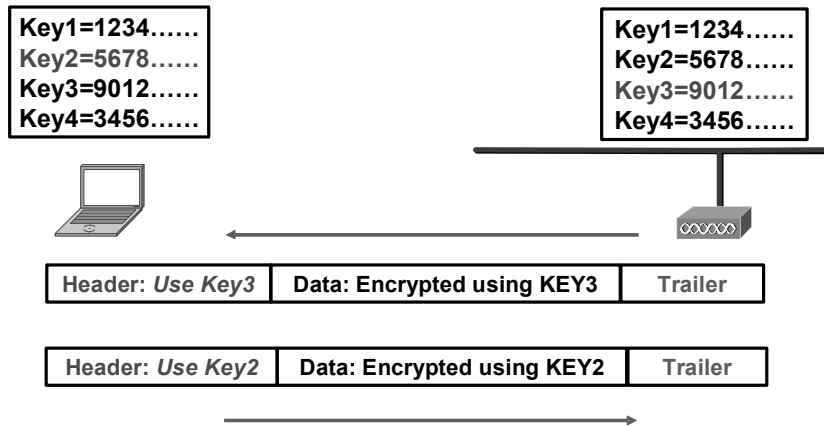 Key1=1234……
Key2=5678……
Key3=9012……
Key4=3456……
Key1=1234……
Key2=5678……
Key3=9012……
Key4=3456……
Header: Use Key3 Data: Encrypted using KEY3 Trailer
Header: Use Key2 Data: Encrypted using KEY2 Trailer